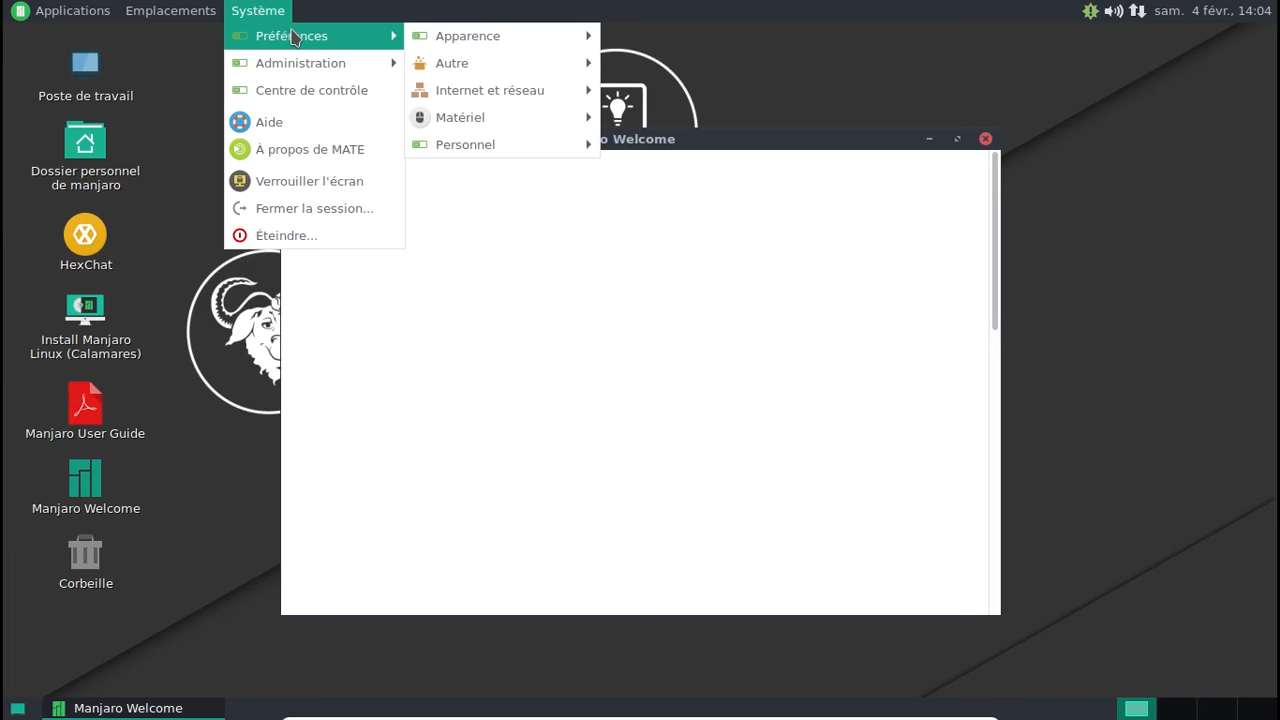 Applications Emplacements Système sam. 4 févr., 14:04
Préférences
Administration
Centre de contrôle
Aide
À propos de MATE
Verrouiller l'écran
Fermer la session...
Éteindre...
Apparence
Autre
Internet et réseau
Matériel
Personnel
ro Welcome
Poste de travail
Dossier personnel
de manjaro
HexChat
Install Manjaro
Linux (Calamares)
Manjaro User Guide
Manjaro Welcome
Corbeille
Manjaro Welcome